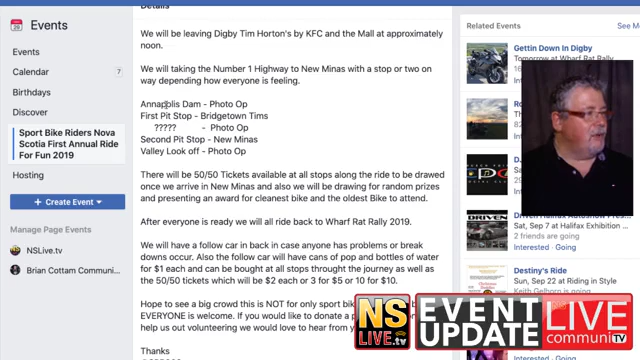 Details
Events
Events
Calendar
7
Birthdays
Discover
Sport Bike Riders Nova
Scotia First Annual Ride
For Fun 2019
Hosting
+ Create Event
Manage Page Events
NSLive.tv
Brian Cottam Communi...
We will be leaving Digby Tim Horton's by KFC and the Mall at approximately
noon.
We will taking the Number 1 Highway to New Minas with a stop or two on
way depending how everyone is feeling.
Annapolis Dam - Photo Op
First Pit Stop - Bridgetown Tims
????? - Photo Op
Second Pit Stop - New Minas
Valley Look off - Photo Op
There will be 50/50 Tickets available at all stops along the ride to be drawed
once we arrive in New Minas and also we will be drawing for random prizes
and presenting an award for cleanest bike and the oldest Bike to attend.
After everyone is ready we will all ride back to Wharf Rat Rally 2019.
We will have a follow car in back in case anyone has problems or break
downs occur. Also the follow car will have cans of pop and bottles of water
for $1 each and can be bought at all stops throught the journey as well as
the 50/50 tickets which will be $2 each or 3 for $5 or 10 for $10.
Hope to see a big crowd this is NOT for only sport bik
EVERYONE is welcome. If you would like to donate a p
help us out volunteering we would love to hear from y
Thanks
Related Events
See M
Gettin Down In Digby
Tomorrow at Wharf Rat Rally
Driven Halifax Autoshow Pres
Sat, Sep 7 at Halifax Exhibition
2 friends are going
Interested · Going
Destiny's Ride
Sun, Sep 22 at Riding in Style
Keith Gelhorn is going
Interested
NS
LIVE.tv
EVENT
UPDATE
LIVE
communiTV